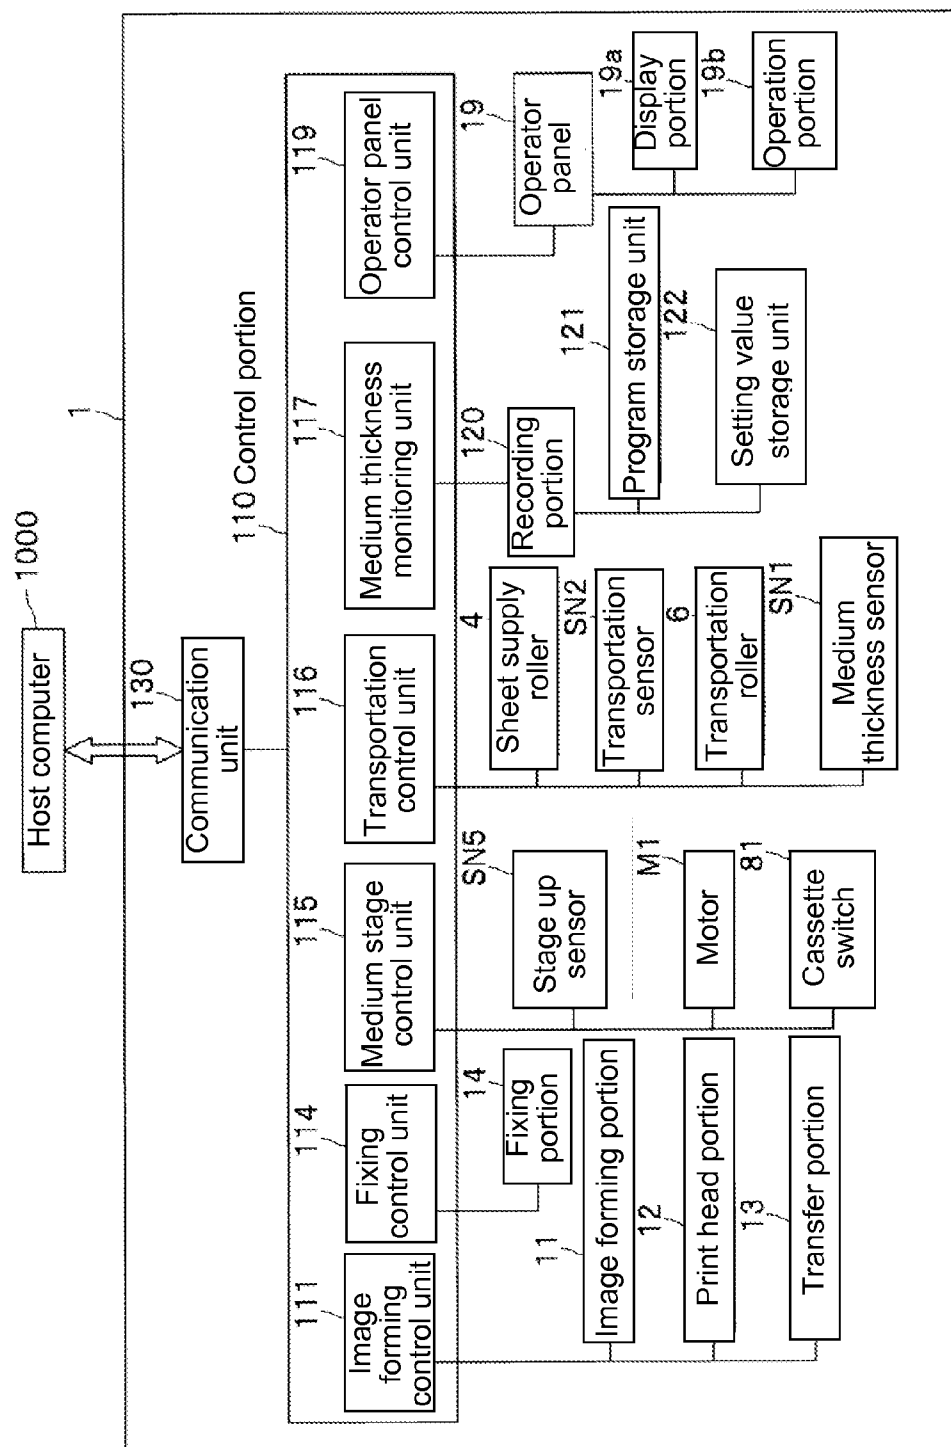 Host computer
1000
1
130
Communication
unit
110 Control portion
111
Image
forming
control unit
114
Fixing
control unit
115
Medium stage
control unit
116
Transportation
control unit
117
Medium thickness
monitoring unit
119
Operator panel
control unit
11
Image forming portion
12
Print head portion
13
Transfer portion
14
Fixing
portion
SN5
Stage up
sensor
M1
Motor
81
Cassette
switch
4
Sheet supply
roller
SN2
Transportation
sensor
6
Transportation
roller
SN1
Medium
thickness sensor
120
Recording
portion
121
Program storage unit
122
Setting value
storage unit
19
Operator
panel
19a
Display
portion
19b
Operation
portion